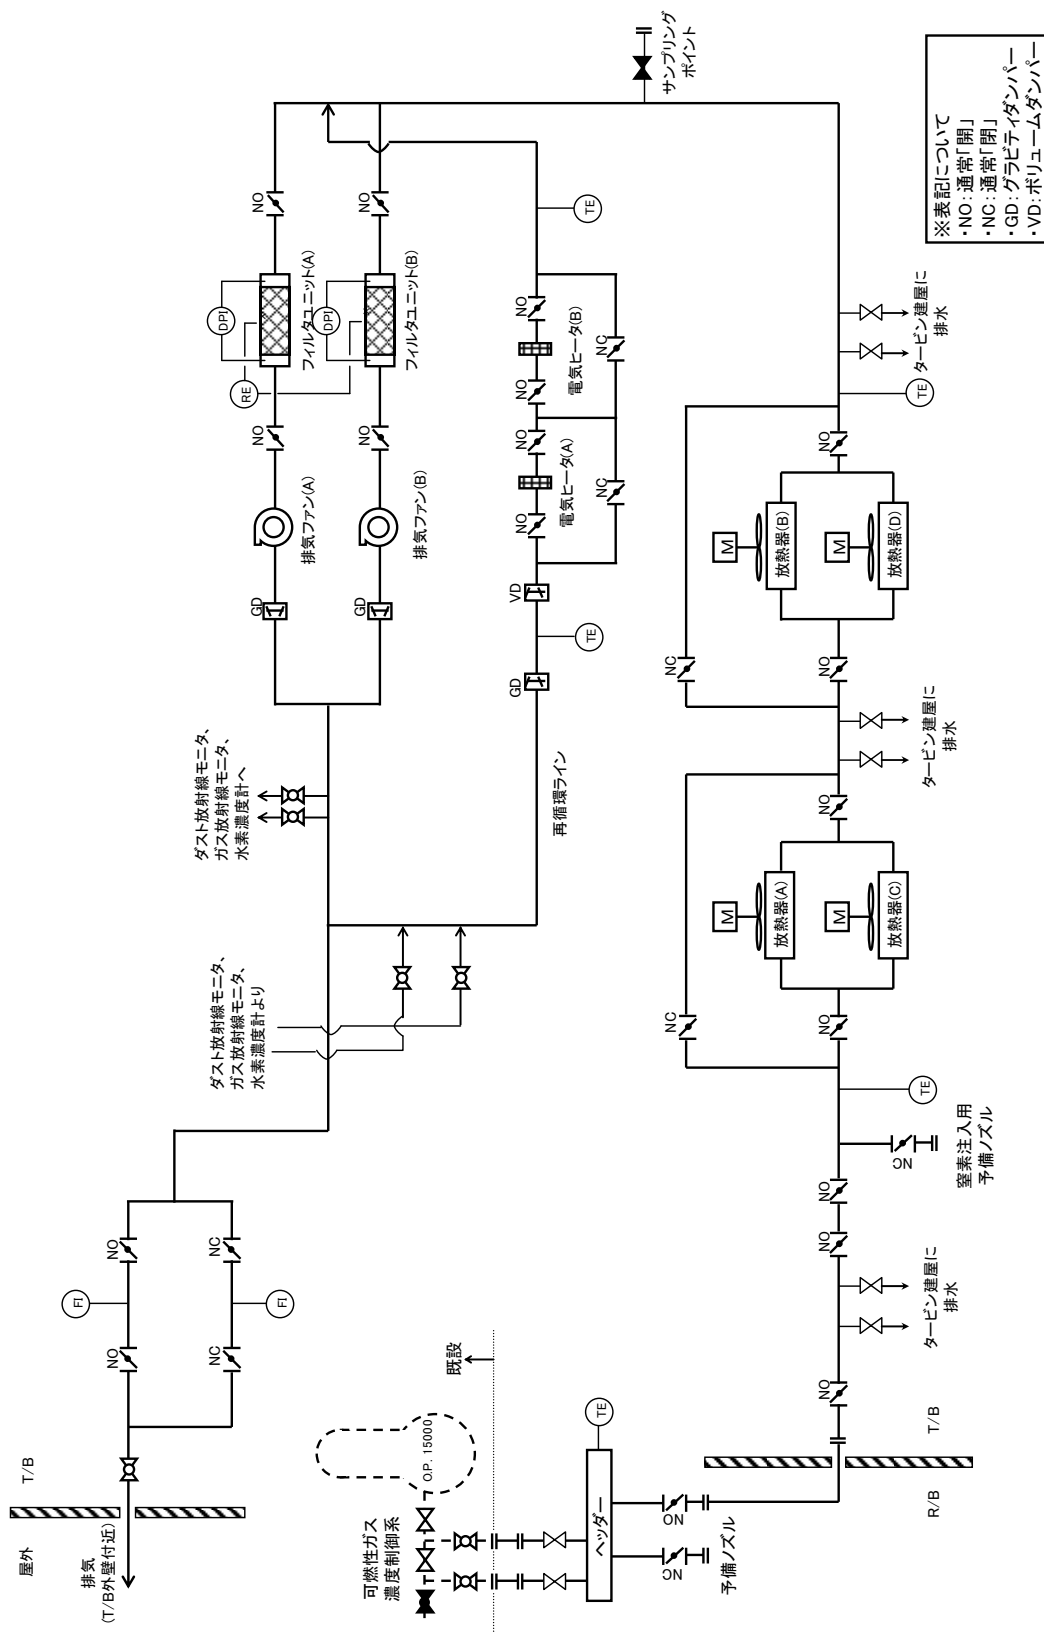 屋外
T/B
排気
(T/B外壁付近)
FI
NO
NO
FI
NC
NC
ダスト放射線モニタ、
ガス放射線モニタ、
水素濃度計より
ダスト放射線モニタ、
ガス放射線モニタ、
水素濃度計へ
GD
排気ファン(A)
NO
RE
DPI
フィルタユニット(A)
NO
GD
排気ファン(B)
NO
DPI
フィルタユニット(B)
NO
可燃性ガス
濃度制御系
O.P. 15000
既設
再循環ライン
GD
TE
VD
NO
電気ヒータ(A)
NO
NC
NO
電気ヒータ(B)
NO
NC
TE
サンプリング
ポイント
ヘッダー
TE
NC
NO
予備ノズル
R/B
T/B
NO
タービン建屋に
排水
NO
NO
NC
窒素注入用
予備ノズル
TE
NC
NO
M
放熱器(A)
M
放熱器(C)
NO
タービン建屋に
排水
NC
NO
M
放熱器(B)
M
放熱器(D)
NO
TE
タービン建屋に
排水
※表記について
・NO：通常「開」
・NC：通常「閉」
・GD：グラビティダンパー
・VD：ボリュームダンパー